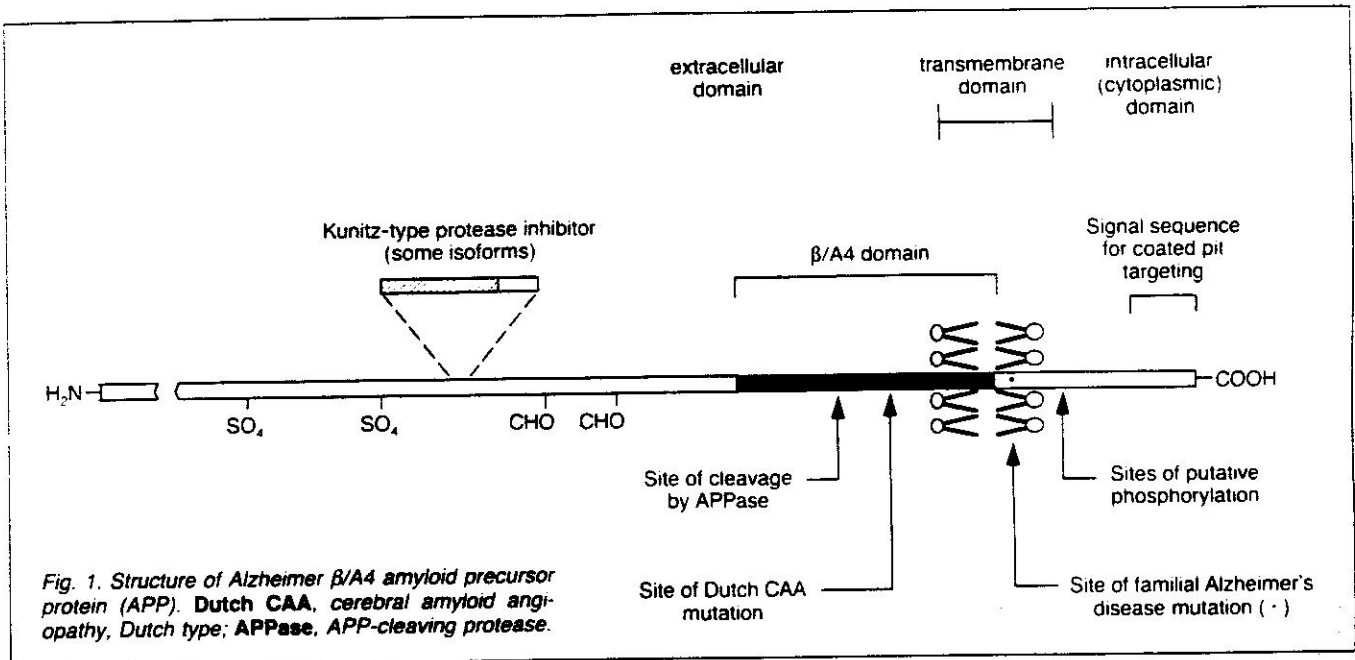 extracellular
domain
transmembrane
domain
intracellular
(cytoplasmic)
domain
Kunitz-type protease inhibitor
(some isoforms)
β/A4 domain
Signal sequence
for coated pit
targeting
H₂N
COOH
SO₄
SO₄
CHO
CHO
Site of cleavage
by APPase
Sites of putative
phosphorylation
Site of Dutch CAA
mutation
Site of familial Alzheimer's
disease mutation (·)
Fig. 1. Structure of Alzheimer β/A4 amyloid precursor
protein (APP). Dutch CAA, cerebral amyloid angi-
opathy, Dutch type; APPase, APP-cleaving protease.